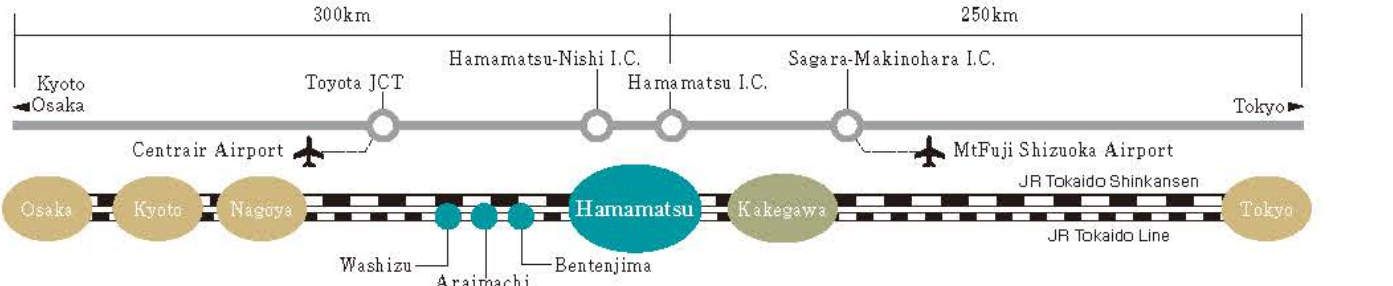 300km
250km
Hamamatsu-Nishi I.C.
Sagara-Makinohara I.C.
Kyoto
Toyota JCT
Hamamatsu I.C.
◄Osaka
Tokyo►
Centrair Airport
MtFuji Shizuoka Airport
JR Tokaido Shinkansen
Osaka
Kyoto
Nagoya
Hamamatsu
Kakegawa
Tokyo
JR Tokaido Line
Washizu
Bentenjima
Araimachi